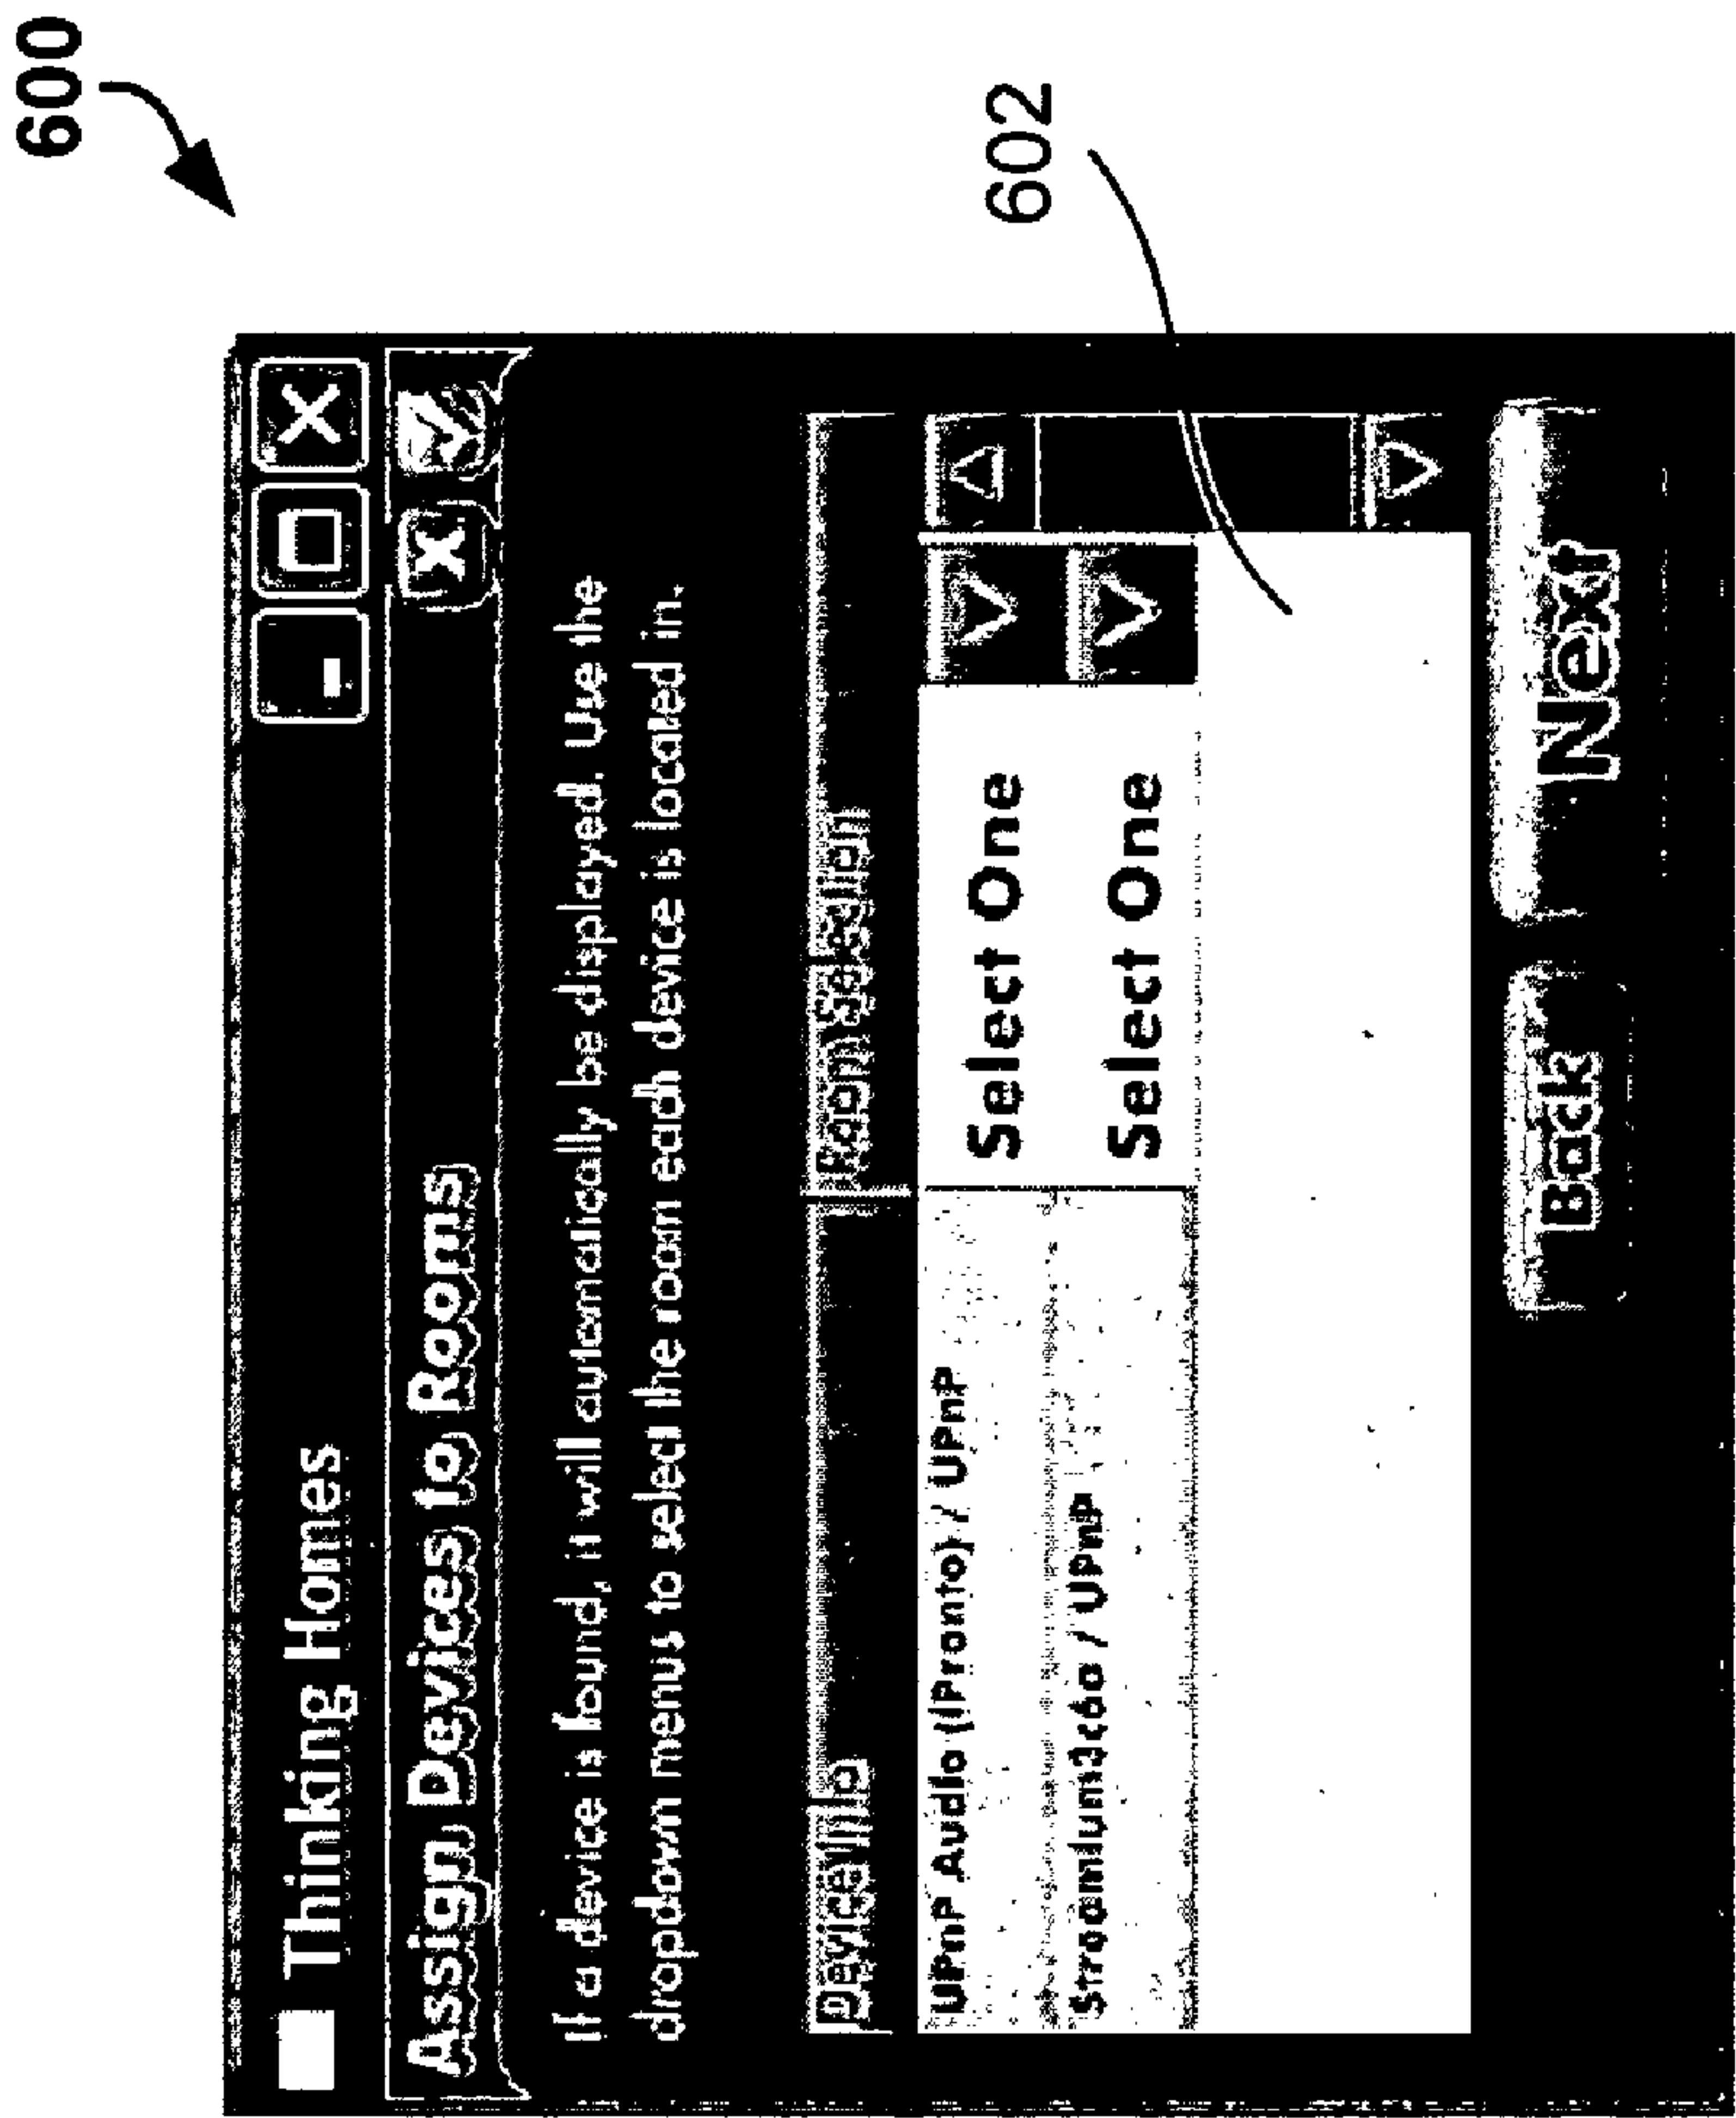 600
Thinking Homes
Assign Devices to Rooms
If a device is found, it will automatically be displayed. Use the
dropdown menus to select the room each device is located in.
Device Info Room Selection
UPnP Audio (iPronto) / UPnP Select One
/ UPnP Select One
602
Back Next